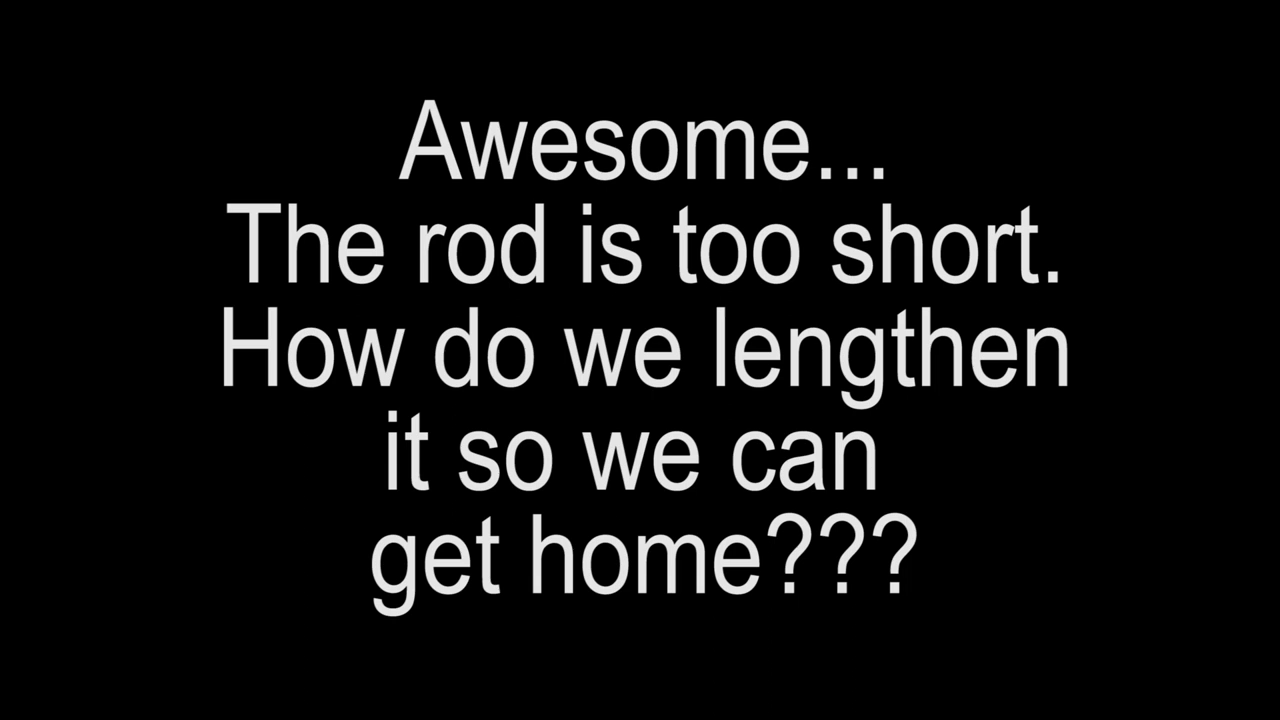 Awesome...
The rod is too short.
How do we lengthen
it so we can
get home???